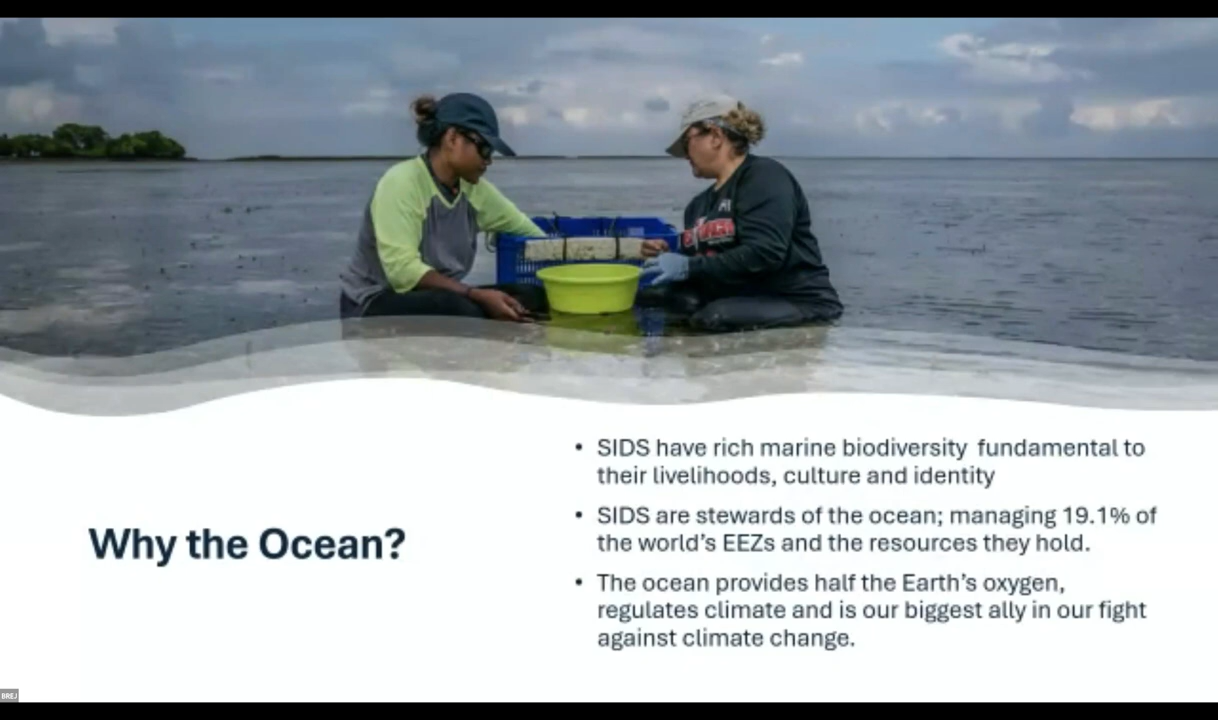 Why the Ocean?
• SIDS have rich marine biodiversity  fundamental to
their livelihoods, culture and identity
• SIDS are stewards of the ocean; managing 19.1% of
the world's EEZs and the resources they hold.
• The ocean provides half the Earth's oxygen,
regulates climate and is our biggest ally in our fight
against climate change.
BREJ